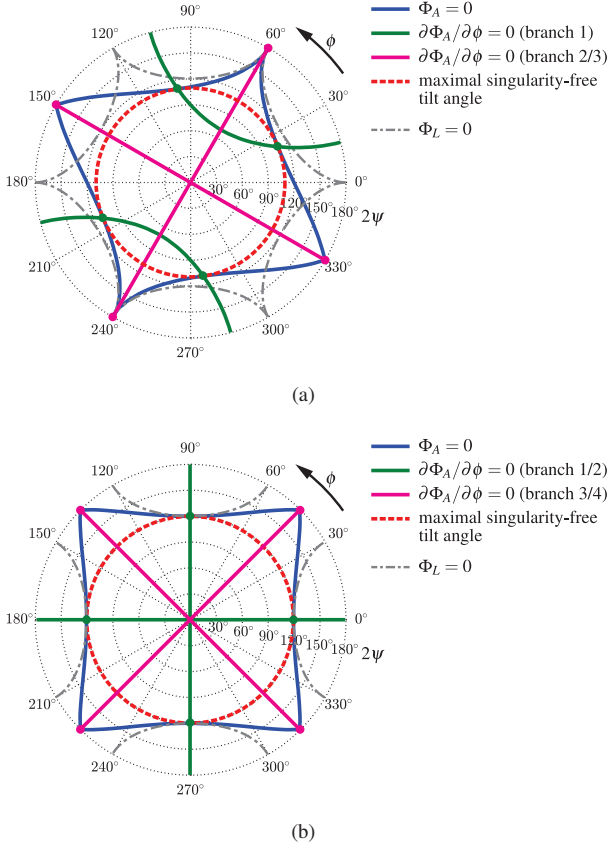 90°
120°
60°
ϕ
150°
30°
180°
0°
30° 60° 90° 120° 150° 180°
2ψ
210°
330°
240°
300°
270°
Φ_A = 0
∂Φ_A/∂ϕ = 0 (branch 1)
∂Φ_A/∂ϕ = 0 (branch 2/3)
maximal singularity-free
tilt angle
Φ_L = 0
(a)
90°
120°
60°
ϕ
150°
30°
180°
0°
30° 60° 90° 120° 150° 180°
2ψ
210°
330°
240°
300°
270°
Φ_A = 0
∂Φ_A/∂ϕ = 0 (branch 1/2)
∂Φ_A/∂ϕ = 0 (branch 3/4)
maximal singularity-free
tilt angle
Φ_L = 0
(b)